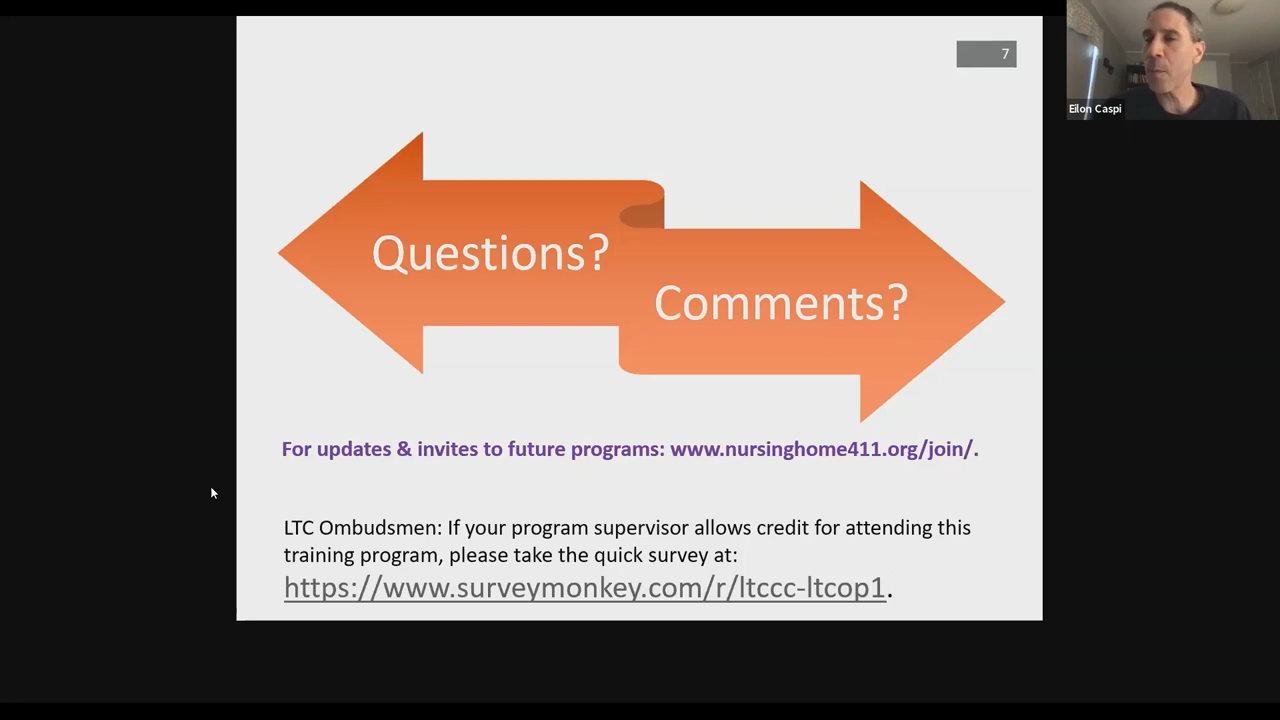 7
Eilon Caspi
Questions?
Comments?
For updates & invites to future programs: www.nursinghome411.org/join/.
LTC Ombudsmen: If your program supervisor allows credit for attending this
training program, please take the quick survey at:
https://www.surveymonkey.com/r/ltccc-ltcop1.